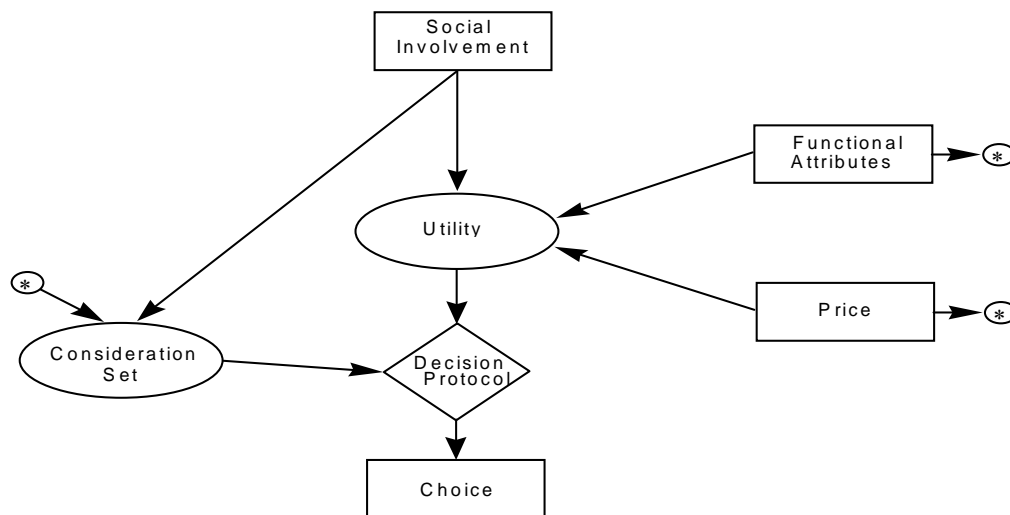 Social
Involvement
Functional
Attributes
*
Utility
*
Price
*
Consideration
Set
Decision
Protocol
Choice